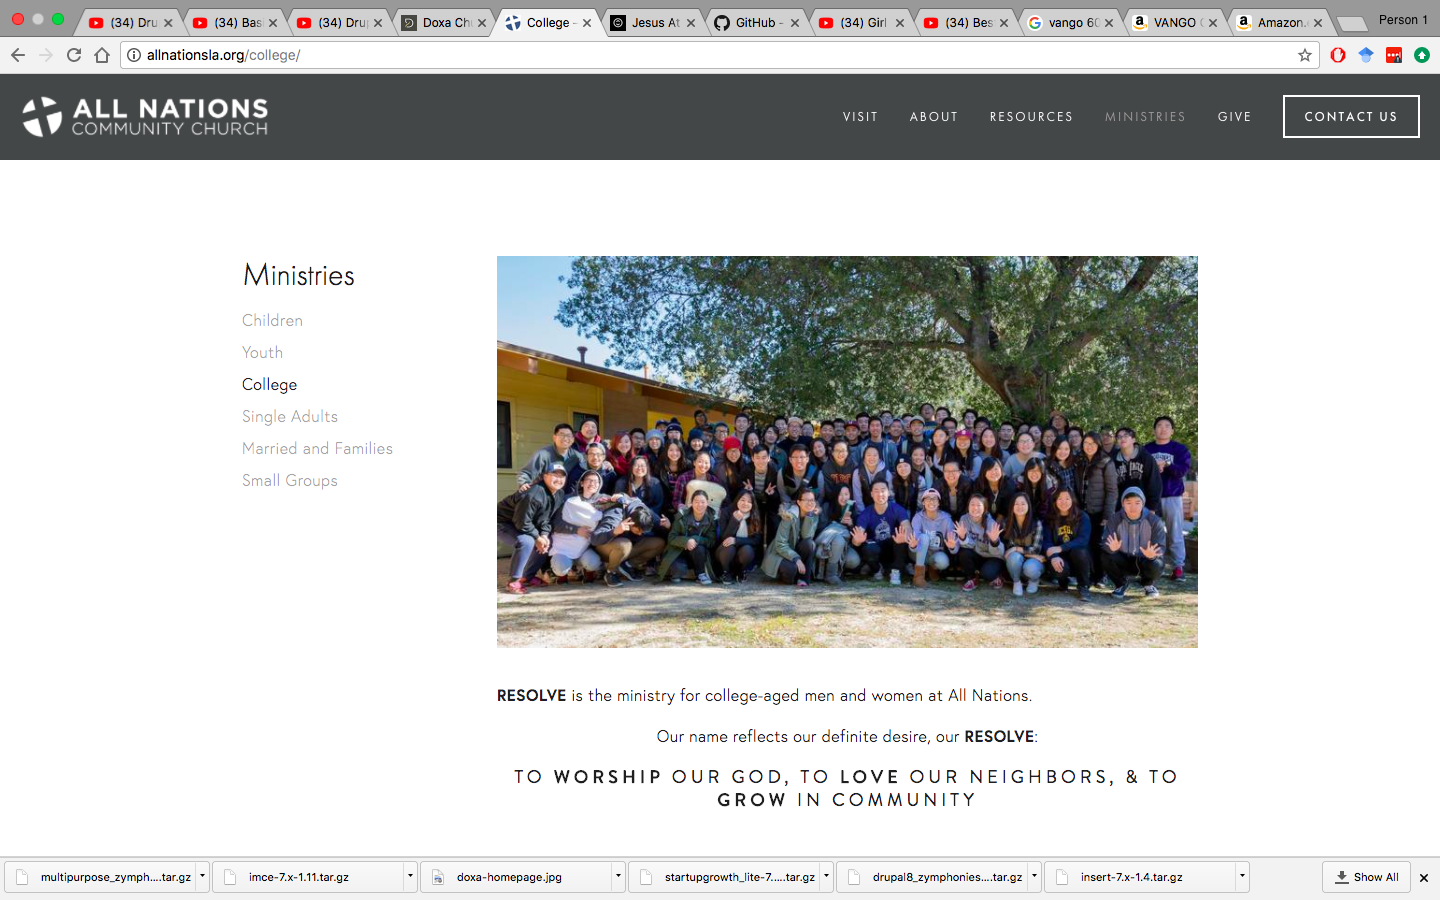 (34) Dru
(34) Bas
(34) Dru
Doxa Ch
College -
Jesus At
GitHub -
(34) Girl
(34) Bes
vango 60
VANGO
Amazon.
Person 1
allnationsla.org/college/
ALL NATIONS
COMMUNITY CHURCH
VISIT ABOUT RESOURCES MINISTRIES GIVE CONTACT US
Ministries
Children
Youth
College
Single Adults
Married and Families
Small Groups
RESOLVE is the ministry for college-aged men and women at All Nations.
Our name reflects our definite desire, our RESOLVE:
TO WORSHIP OUR GOD, TO LOVE OUR NEIGHBORS, & TO
GROW IN COMMUNITY
multipurpose_zymph....tar.gz
imce-7.x-1.11.tar.gz
doxa-homepage.jpg
startupgrowth_lite-7.....tar.gz
drupal8_zymphonies....tar.gz
insert-7.x-1.4.tar.gz
Show All